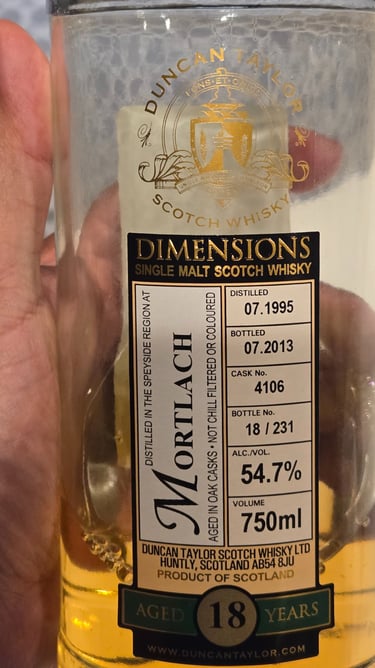 DUNCAN TAYLOR
SCOTCH WHISKY
DIMENSIONS
SINGLE MALT SCOTCH WHISKY
DISTILLED IN THE SPEYSIDE REGION AT
MORTLACH
AGED IN OAK CASKS • NOT CHILL FILTERED OR COLOURED
DISTILLED
07.1995
BOTTLED
07.2013
CASK No.
4106
BOTTLE No.
18 / 231
ALC./VOL.
54.7%
VOLUME
750ml
DUNCAN TAYLOR SCOTCH WHISKY LTD
HUNTLY, SCOTLAND AB54 8JU
PRODUCT OF SCOTLAND
AGED 18 YEARS
WWW.DUNCANTAYLOR.COM